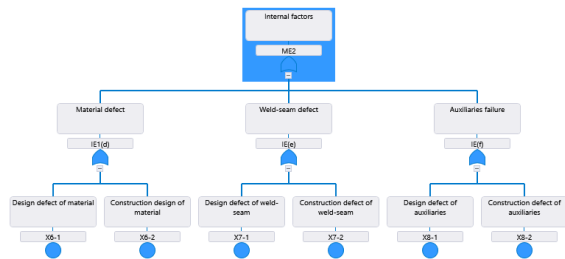 Internal factors
ME2
Material defect
Weld-seam defect
Auxiliaries failure
IE1(d)
IE(e)
IE(f)
Design defect of material
Construction design of
material
Design defect of weld-
seam
Construction defect of
weld-seam
Design defect of
auxiliaries
Construction defect of
auxiliaries
X6-1
X6-2
X7-1
X7-2
X8-1
X8-2